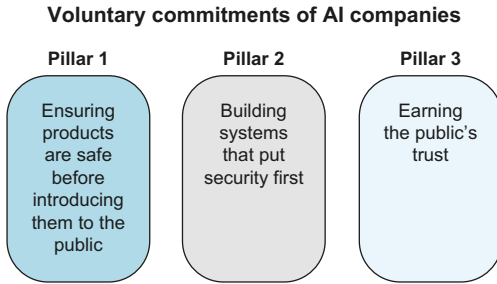 Voluntary commitments of AI companies
Pillar 1
Pillar 2
Pillar 3
Ensuring
products
are safe
before
introducing
them to the
public
Building
systems
that put
security first
Earning
the public's
trust